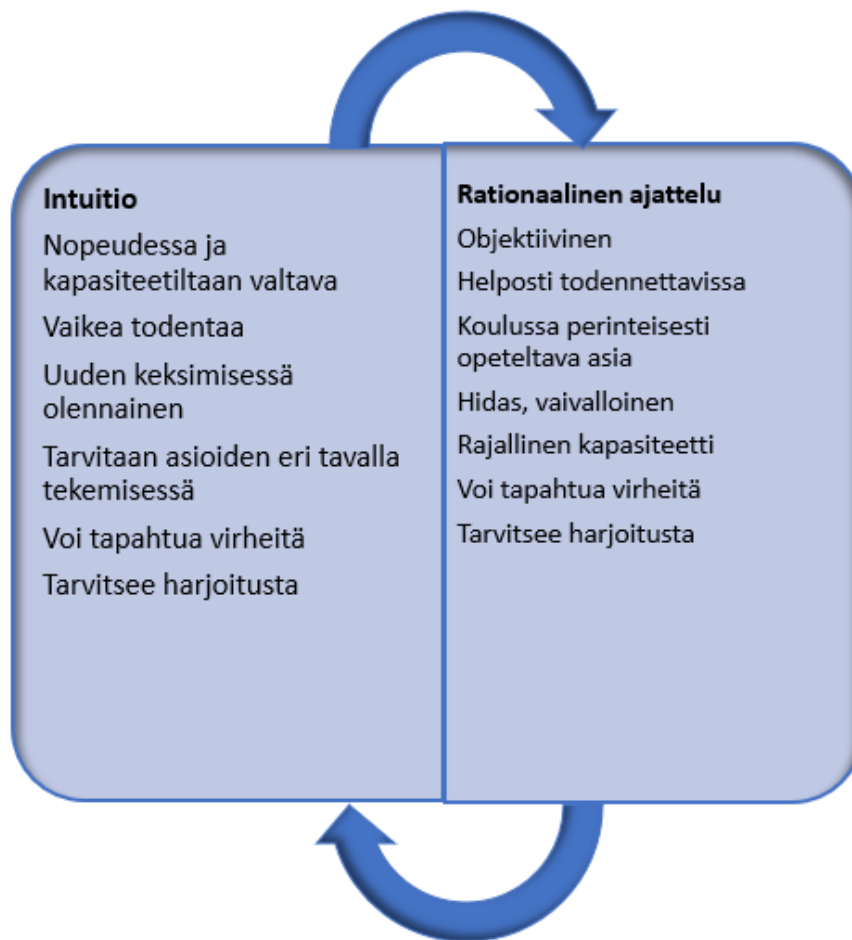 Intuitio
Nopeudessa ja
kapasiteetiltaan valtava
Vaikea todentaa
Uuden keksimisessä
olennainen
Tarvitaan asioiden eri tavalla
tekemisessä
Voi tapahtua virheitä
Tarvitsee harjoitusta
Rationaalinen ajattelu
Objektiivinen
Helposti todennettavissa
Koulussa perinteisesti
opeteltava asia
Hidas, vaivalloinen
Rajallinen kapasiteetti
Voi tapahtua virheitä
Tarvitsee harjoitusta